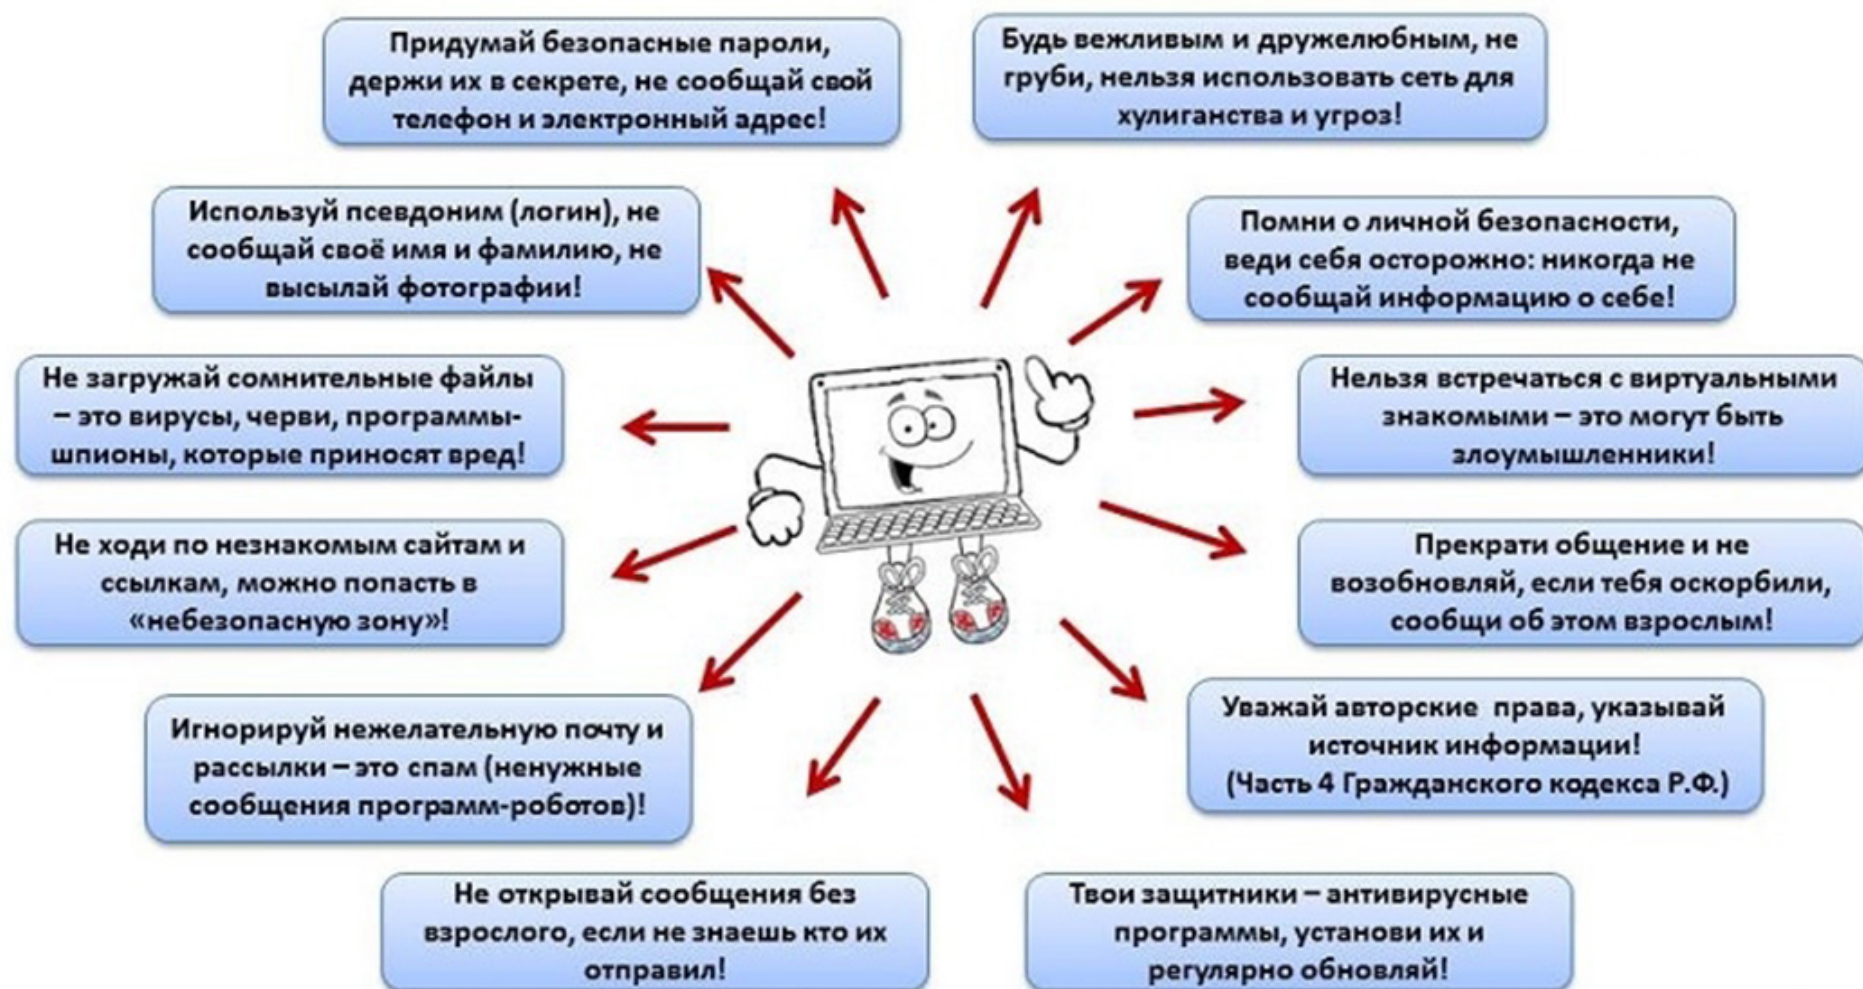 Придумай безопасные пароли,
держи их в секрете, не сообщай свой
телефон и электронный адрес!
Будь вежливым и дружелюбным, не
груби, нельзя использовать сеть для
хулиганства и угроз!
Используй псевдоним (логин), не
сообщай своё имя и фамилию, не
высылай фотографии!
Помни о личной безопасности,
веди себя осторожно: никогда не
сообщай информацию о себе!
Не загружай сомнительные файлы
– это вирусы, черви, программы-
шпионы, которые приносят вред!
Нельзя встречаться с виртуальными
знакомыми – это могут быть
злоумышленники!
Не ходи по незнакомым сайтам и
ссылкам, можно попасть в
«небезопасную зону»!
Прекрати общение и не
возобновляй, если тебя оскорбили,
сообщи об этом взрослым!
Игнорируй нежелательную почту и
рассылки – это спам (ненужные
сообщения программ-роботов)!
Уважай авторские права, указывай
источник информации!
(Часть 4 Гражданского кодекса Р.Ф.)
Не открывай сообщения без
взрослого, если не знаешь кто их
отправил!
Твои защитники – антивирусные
программы, установи их и
регулярно обновляй!